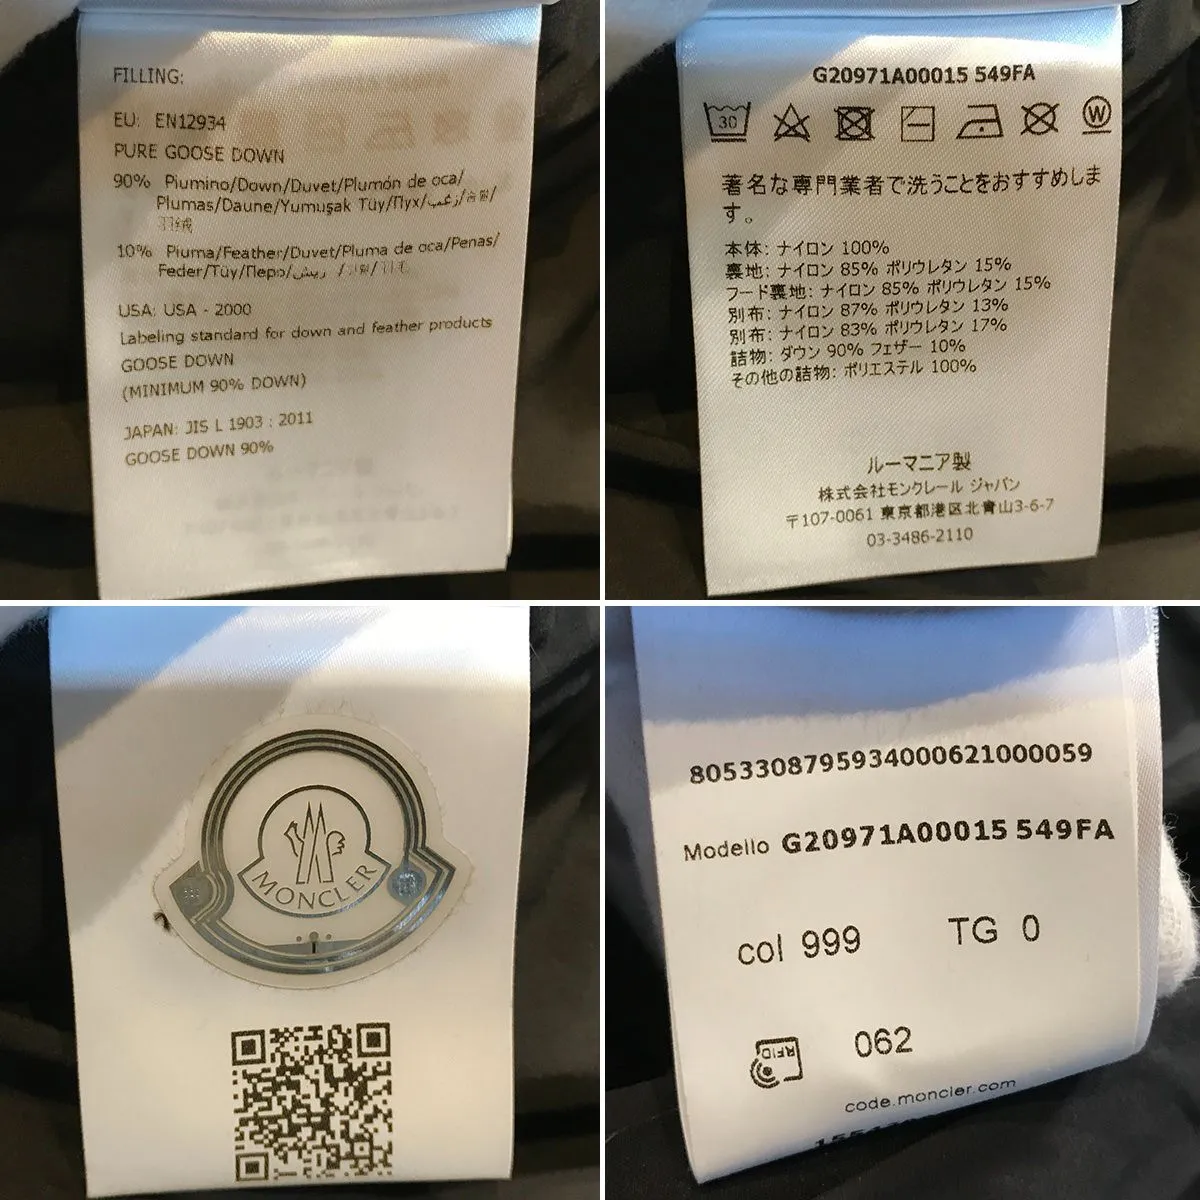 FILLING:
EU: EN12934
PURE GOOSE DOWN
90% Piumino/Down/Duvet/Plumón de oca/
Plumas/Daune/Yumuşak Tüy/Пух/زغب/솜털/
羽绒
10% Piuma/Feather/Duvet/Pluma de oca/Penas/
Feder/Tüy/Перо/ريش/
USA: USA - 2000
Labeling standard for down and feather products
GOOSE DOWN
(MINIMUM 90% DOWN)
JAPAN: JIS L 1903 : 2011
GOOSE DOWN 90%
G20971A00015 549FA
30
W
著名な専門業者で洗うことをおすすめしま
す。
本体: ナイロン 100%
裏地: ナイロン 85% ポリウレタン 15%
フード裏地: ナイロン 85% ポリウレタン 15%
別布: ナイロン 87% ポリウレタン 13%
別布: ナイロン 83% ポリウレタン 17%
詰物: ダウン 90% フェザー 10%
その他の詰物: ポリエステル 100%
ルーマニア製
株式会社モンクレール ジャパン
〒107-0061 東京都港区北青山3-6-7
03-3486-2110
MONCLER
8053308795934000621000059
Modello G20971A00015 549FA
col 999 TG 0
RFID 062
code.moncler.com